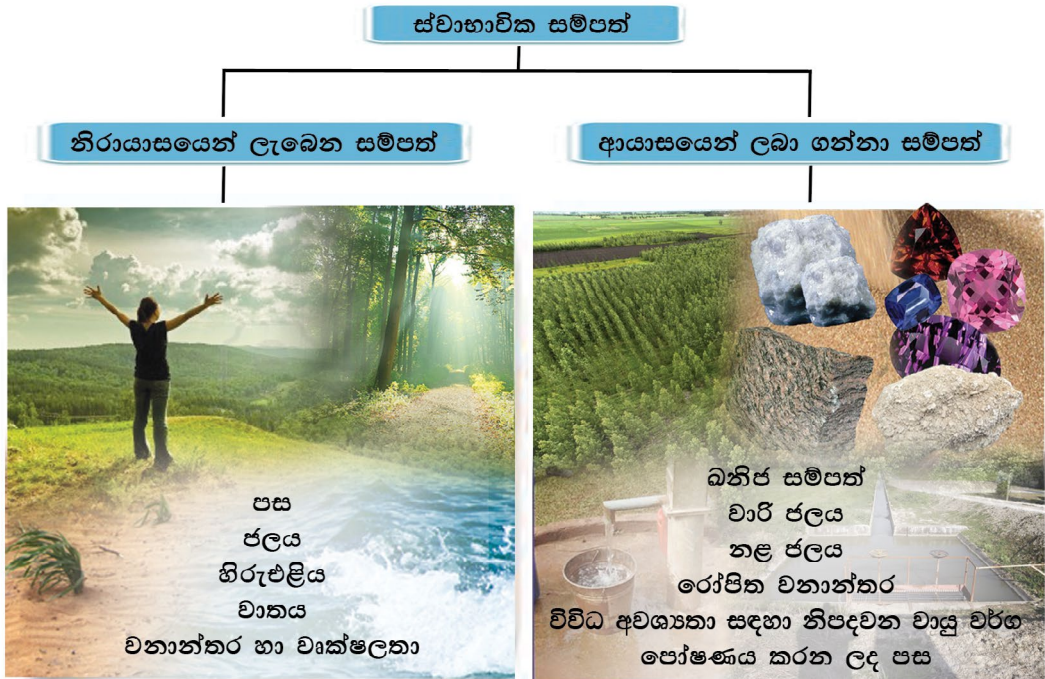 ස්වාභාවික සම්පත්
නිරායාසයෙන් ලැබෙන සම්පත්
ආයාසයෙන් ලබා ගන්නා සම්පත්
පස
ජලය
හිරුඑළිය
වාතය
වනාන්තර හා වෘක්ෂලතා
ඛනිජ සම්පත්
වාරි ජලය
නළ ජලය
රෝපිත වනාන්තර
විවිධ අවශ්‍යතා සඳහා නිපදවන වායු වර්ග
පෝෂණය කරන ලද පස